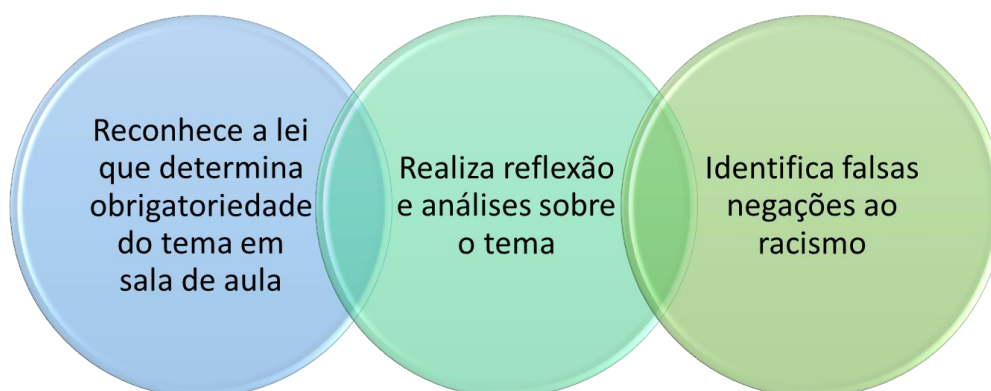 Reconhece a lei
que determina
obrigatoriedade
do tema em
sala de aula
Realiza reflexão
e análises sobre
o tema
Identifica falsas
negações ao
racismo